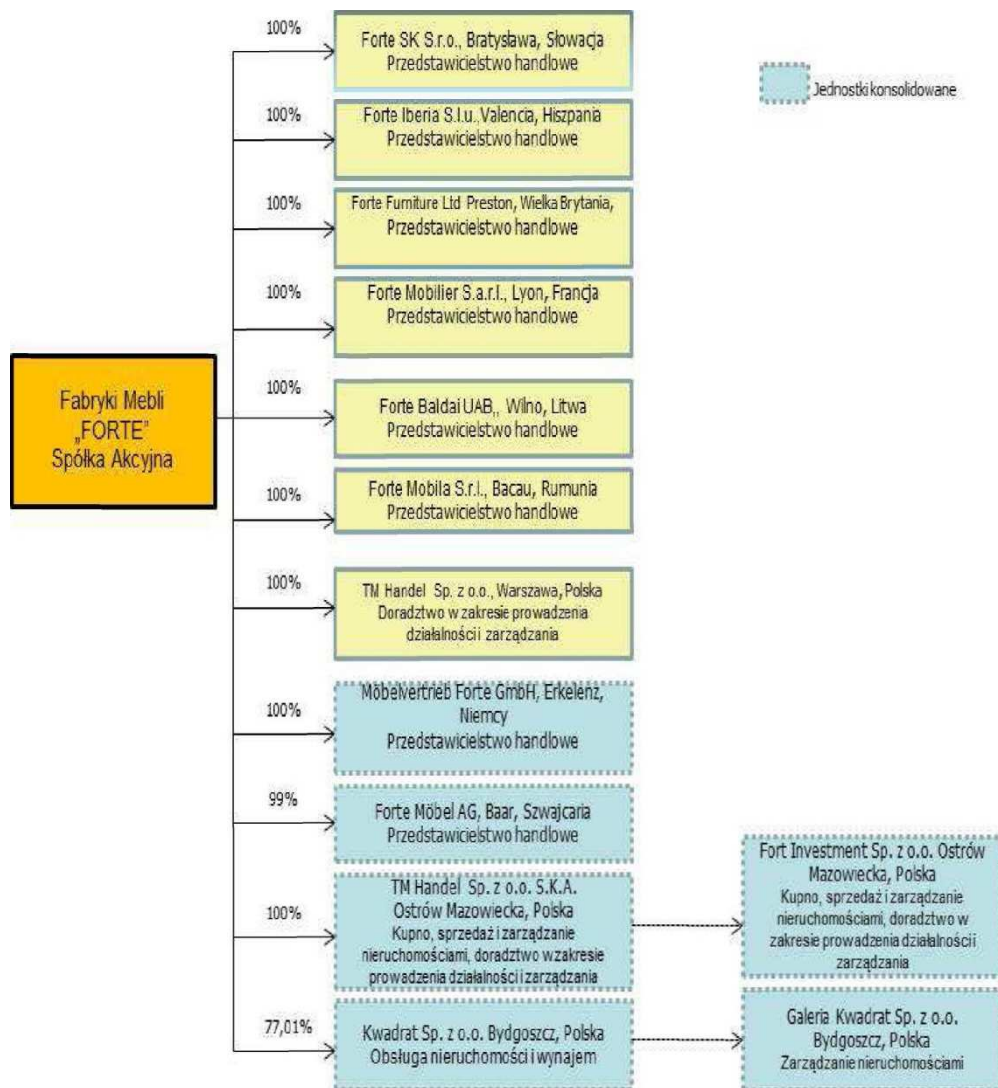 100%
Forte SK S.r.o., Bratysława, Słowacja
Przedstawicielstwo handlowe
Jednostki konsolidowane
100%
Forte Iberia S.l.u.,Valencia, Hiszpania
Przedstawicielstwo handlowe
100%
Forte Furniture Ltd Preston, Wielka Brytania,
Przedstawicielstwo handlowe
100%
Forte Mobilier S.a.r.l., Lyon, Francja
Przedstawicielstwo handlowe
Fabryki Mebli
„FORTE”
Spółka Akcyjna
100%
Forte Baldai UAB,, Wilno, Litwa
Przedstawicielstwo handlowe
100%
Forte Mobila S.r.l., Bacau, Rumunia
Przedstawicielstwo handlowe
100%
TM Handel Sp. z o.o., Warszawa, Polska
Doradztwo w zakresie prowadzenia
działalności i zarządzania
100%
Möbelvertrieb Forte GmbH, Erkelenz,
Niemcy
Przedstawicielstwo handlowe
99%
Forte Möbel AG, Baar, Szwajcaria
Przedstawicielstwo handlowe
100%
TM Handel Sp. z o.o. S.K.A.
Ostrów Mazowiecka, Polska
Kupno, sprzedaż i zarządzanie
nieruchomościami, doradztwo w zakresie
prowadzenia działalności i zarządzania
Fort Investment Sp. z o.o. Ostrów
Mazowiecka, Polska
Kupno, sprzedaż i zarządzanie
nieruchomościami, doradztwo w
zakresie prowadzenia działalności i
zarządzania
77,01%
Kwadrat Sp. z o.o. Bydgoszcz, Polska
Obsługa nieruchomości i wynajem
Galeria Kwadrat Sp. z o.o.
Bydgoszcz, Polska
Zarządzanie nieruchomościami